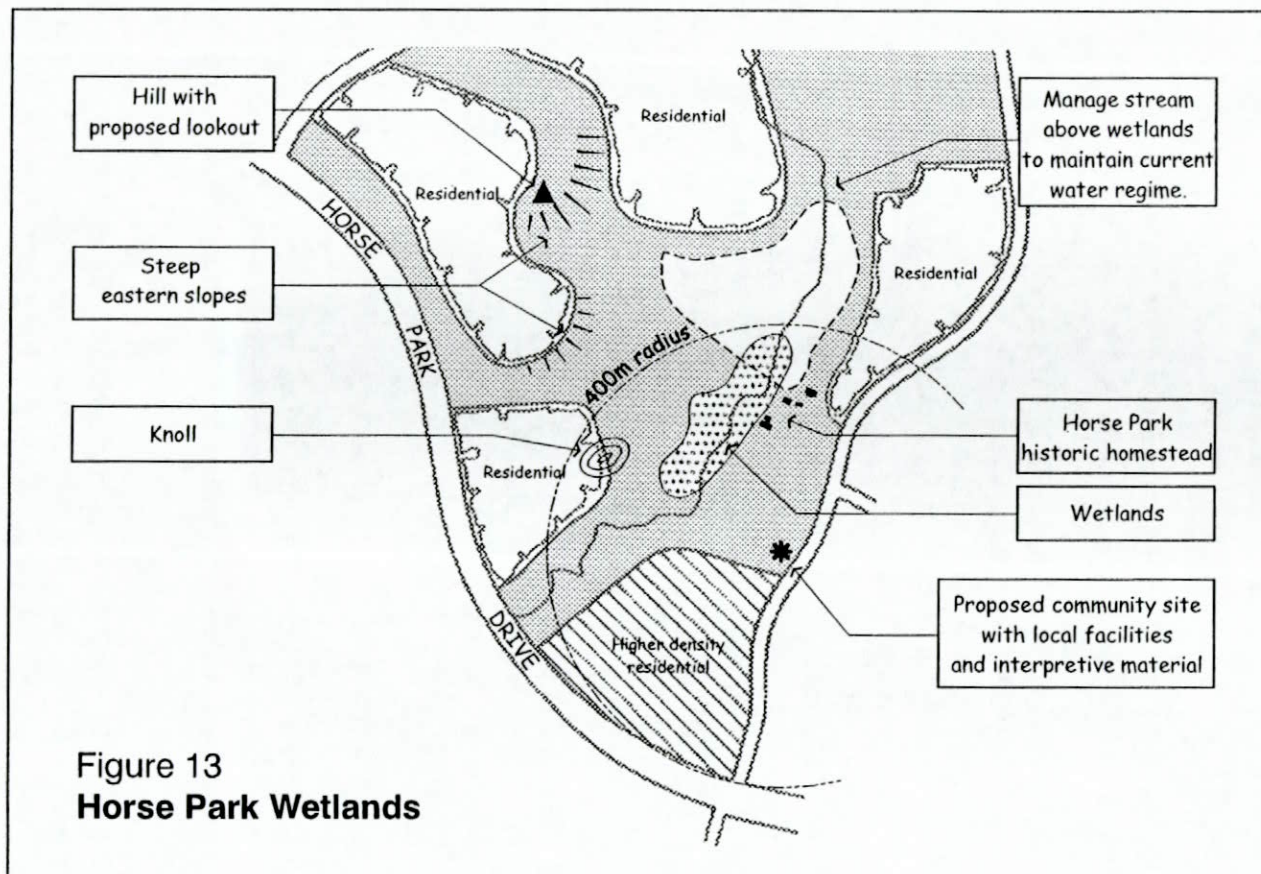 Hill with
proposed lookout
Steep
eastern slopes
Knoll
Residential
Residential
Residential
Residential
HORSE
PARK
DRIVE
400m radius
Higher density
residential
Manage stream
above wetlands
to maintain current
water regime.
Horse Park
historic homestead
Wetlands
Proposed community site
with local facilities
and interpretive material
Figure 13
Horse Park Wetlands